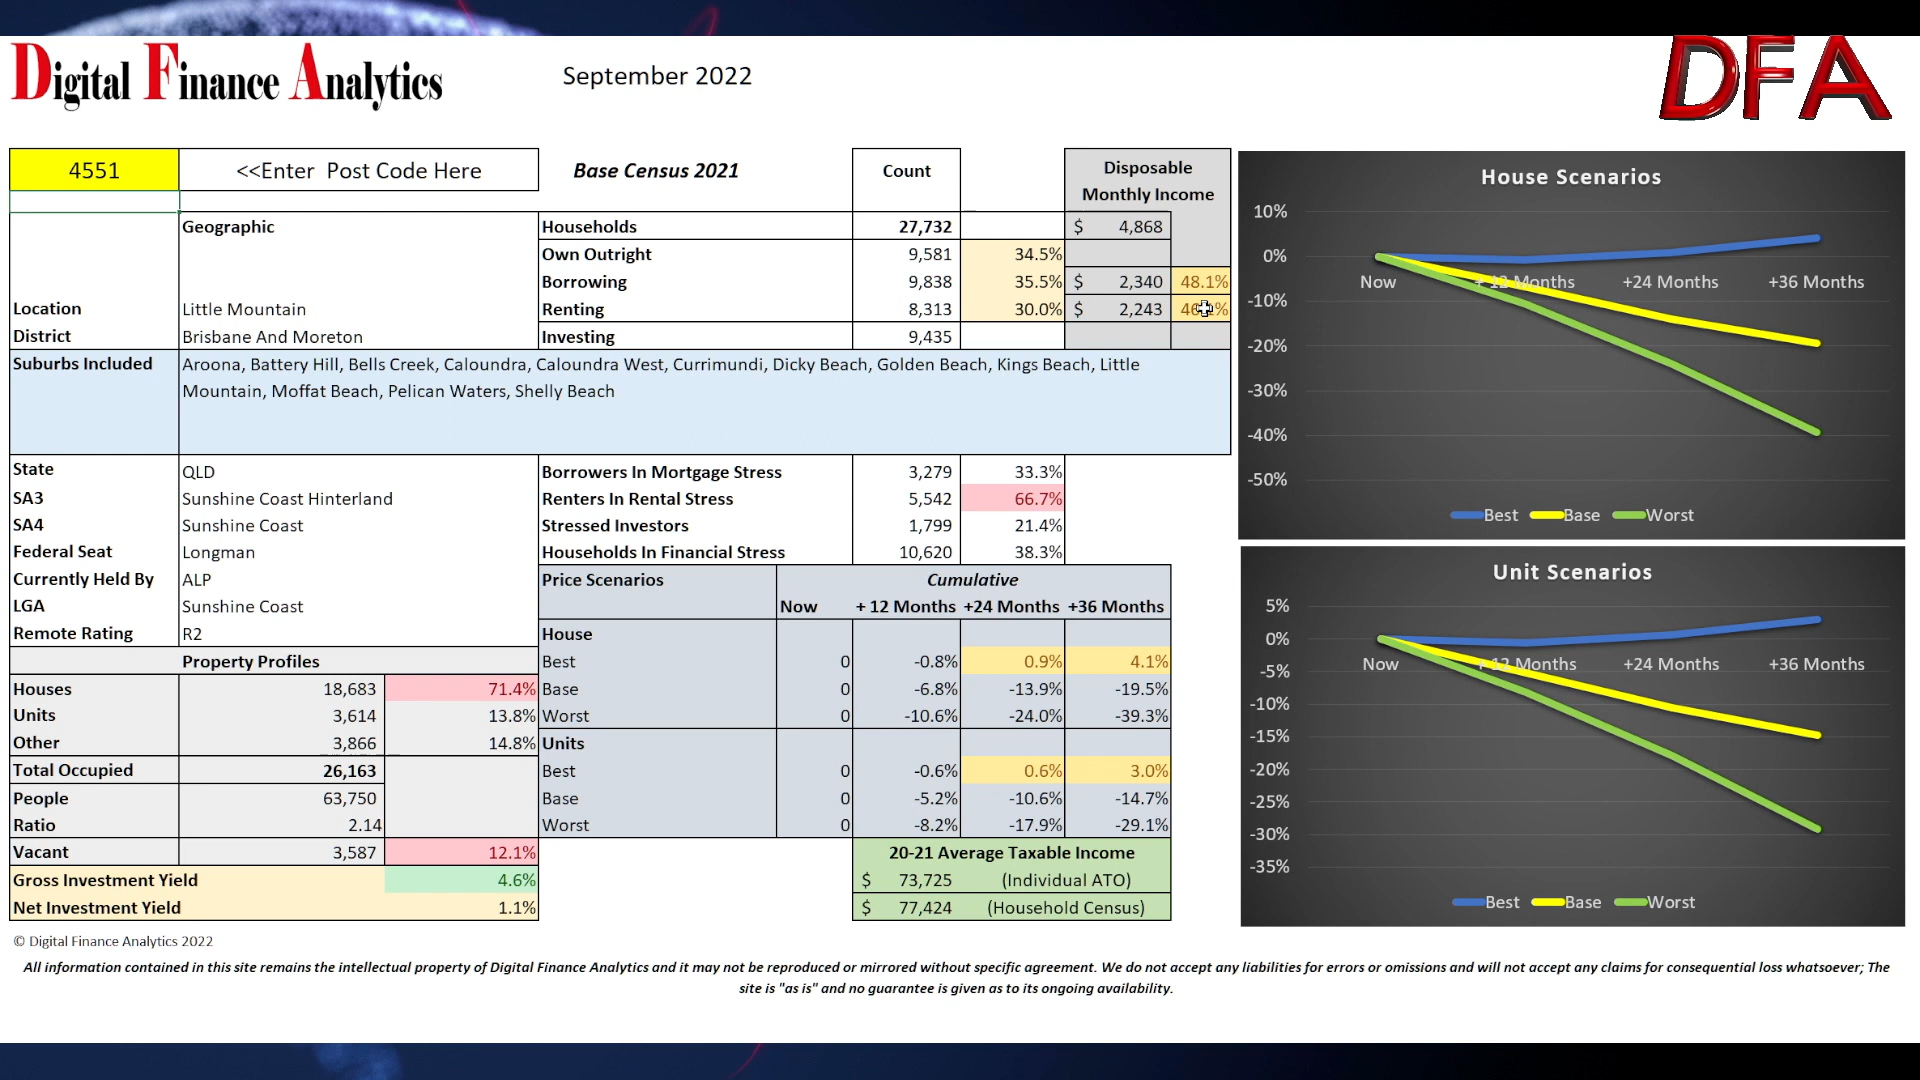 Digital Finance Analytics
September 2022
DFA
4551 <<Enter Post Code Here
Base Census 2021 Count Disposable Monthly Income
Geographic Households 27,732 $ 4,868
Own Outright 9,581 34.5%
Borrowing 9,838 35.5% $ 2,340 48.1%
Location Little Mountain Renting 8,313 30.0% $ 2,243
District Brisbane And Moreton Investing 9,435
Suburbs Included Aroona, Battery Hill, Bells Creek, Caloundra, Caloundra West, Currimundi, Dicky Beach, Golden Beach, Kings Beach, Little
Mountain, Moffat Beach, Pelican Waters, Shelly Beach
State QLD Borrowers In Mortgage Stress 3,279 33.3%
SA3 Sunshine Coast Hinterland Renters In Rental Stress 5,542 66.7%
SA4 Sunshine Coast Stressed Investors 1,799 21.4%
Federal Seat Longman Households In Financial Stress 10,620 38.3%
Currently Held By ALP Price Scenarios Cumulative
LGA Sunshine Coast Now + 12 Months +24 Months +36 Months
Remote Rating R2 House
Property Profiles Best 0 -0.8% 0.9% 4.1%
Houses 18,683 71.4% Base 0 -6.8% -13.9% -19.5%
Units 3,614 13.8% Worst 0 -10.6% -24.0% -39.3%
Other 3,866 14.8% Units
Total Occupied 26,163 Best 0 -0.6% 0.6% 3.0%
People 63,750 Base 0 -5.2% -10.6% -14.7%
Ratio 2.14 Worst 0 -8.2% -17.9% -29.1%
Vacant 3,587 12.1% 20-21 Average Taxable Income
Gross Investment Yield 4.6% $ 73,725 (Individual ATO)
Net Investment Yield 1.1% $ 77,424 (Household Census)
House Scenarios
10%
0%
Now + 12 Months +24 Months +36 Months
-10%
-20%
-30%
-40%
-50%
Best Base Worst
Unit Scenarios
5%
0%
Now + 12 Months +24 Months +36 Months
-5%
-10%
-15%
-20%
-25%
-30%
-35%
Best Base Worst
© Digital Finance Analytics 2022
All information contained in this site remains the intellectual property of Digital Finance Analytics and it may not be reproduced or mirrored without specific agreement. We do not accept any liabilities for errors or omissions and will not accept any claims for consequential loss whatsoever; The
site is "as is" and no guarantee is given as to its ongoing availability.